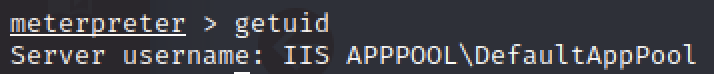 meterpreter > getuid
Server username: IIS APPPOOL\DefaultAppPool